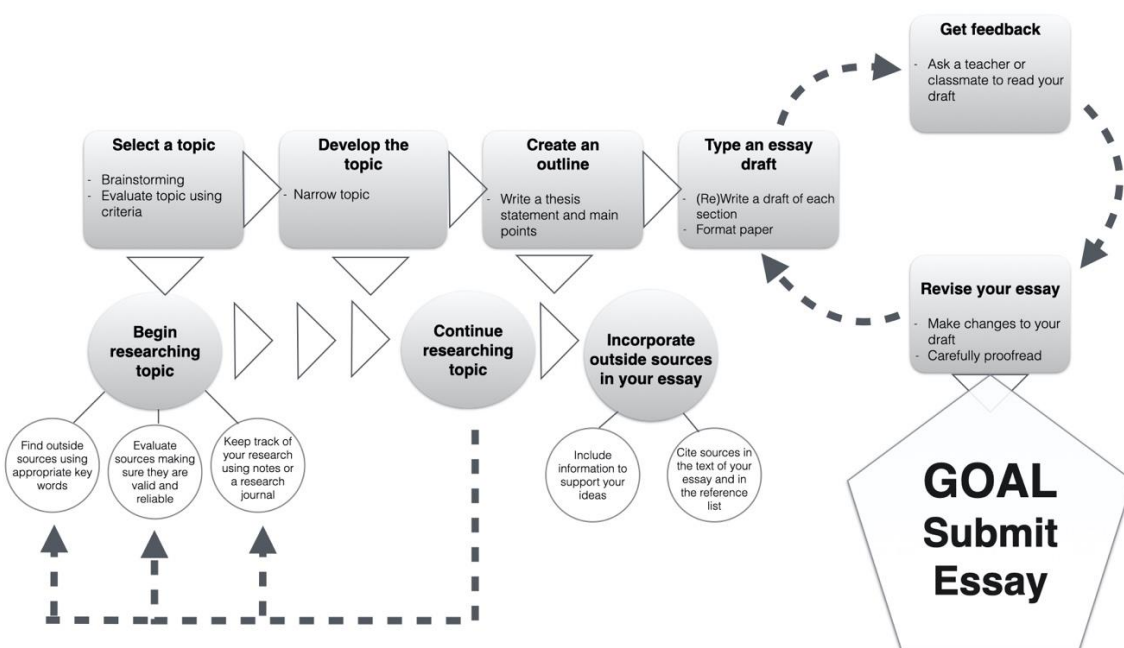 Select a topic
- Brainstorming
- Evaluate topic using
criteria
Develop the
topic
- Narrow topic
Create an
outline
- Write a thesis
statement and main
points
Type an essay
draft
- (Re)Write a draft of each
section
- Format paper
Get feedback
- Ask a teacher or
classmate to read your
draft
Revise your essay
- Make changes to your
draft
- Carefully proofread
Begin
researching
topic
Continue
researching
topic
Incorporate
outside sources
in your essay
Find outside
sources using
appropriate key
words
Evaluate
sources making
sure they are
valid and
reliable
Keep track of
your research
using notes or
a research
journal
Include
information to
support your
ideas
Cite sources in
the text of your
essay and in
the reference
list
GOAL
Submit
Essay